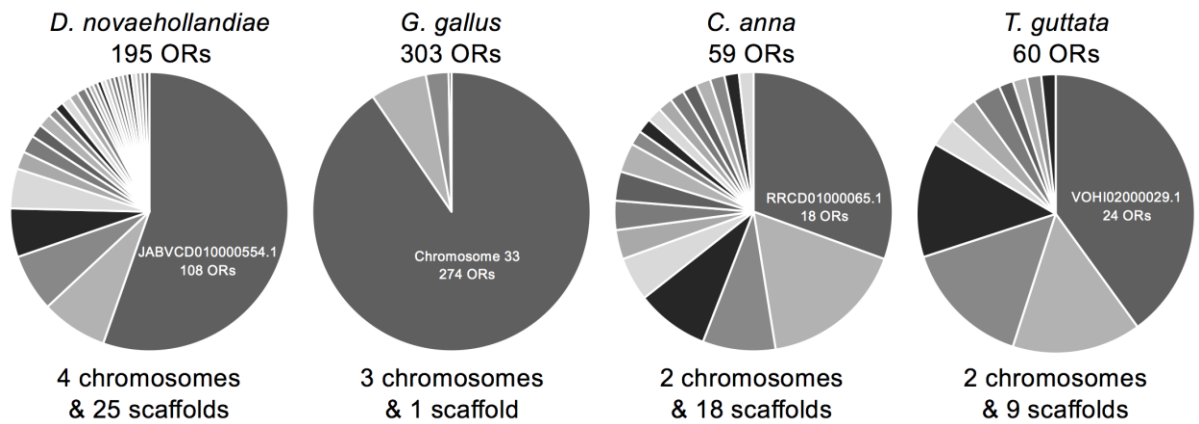 D. novaehollandiae
195 ORs
JABVCD010000554.1
108 ORs
4 chromosomes
& 25 scaffolds
G. gallus
303 ORs
Chromosome 33
274 ORs
3 chromosomes
& 1 scaffold
C. anna
59 ORs
RRCD01000065.1
18 ORs
2 chromosomes
& 18 scaffolds
T. guttata
60 ORs
VOHI02000029.1
24 ORs
2 chromosomes
& 9 scaffolds